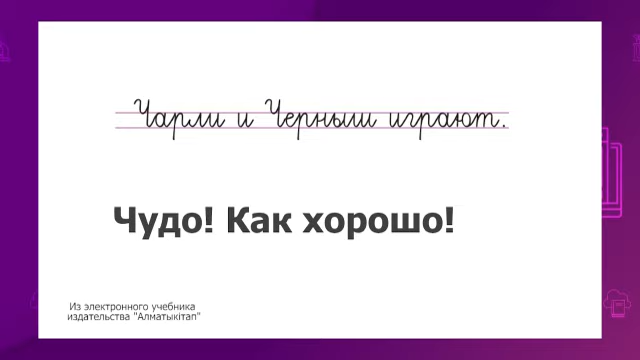 Чарли и Черныш играют.
Чудо! Как хорошо!
Из электронного учебника
издательства "Алматыкітап"